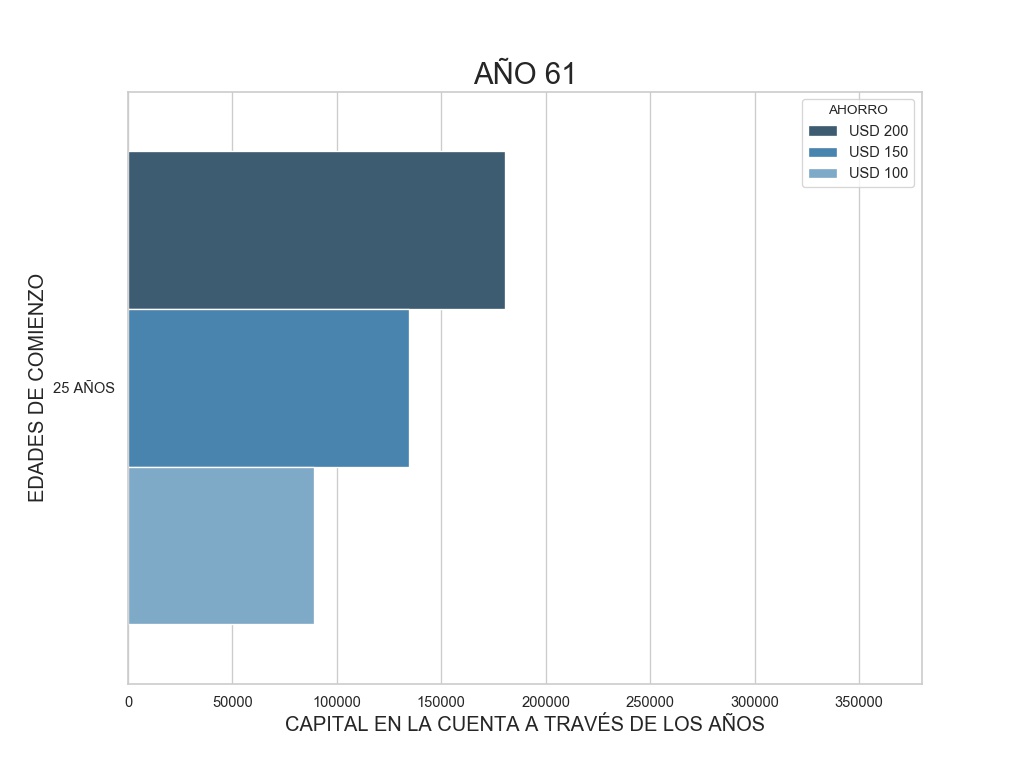 AÑO 61
AHORRO
USD 200
USD 150
USD 100
EDADES DE COMIENZO
25 AÑOS
0 50000 100000 150000 200000 250000 300000 350000
CAPITAL EN LA CUENTA A TRAVÉS DE LOS AÑOS